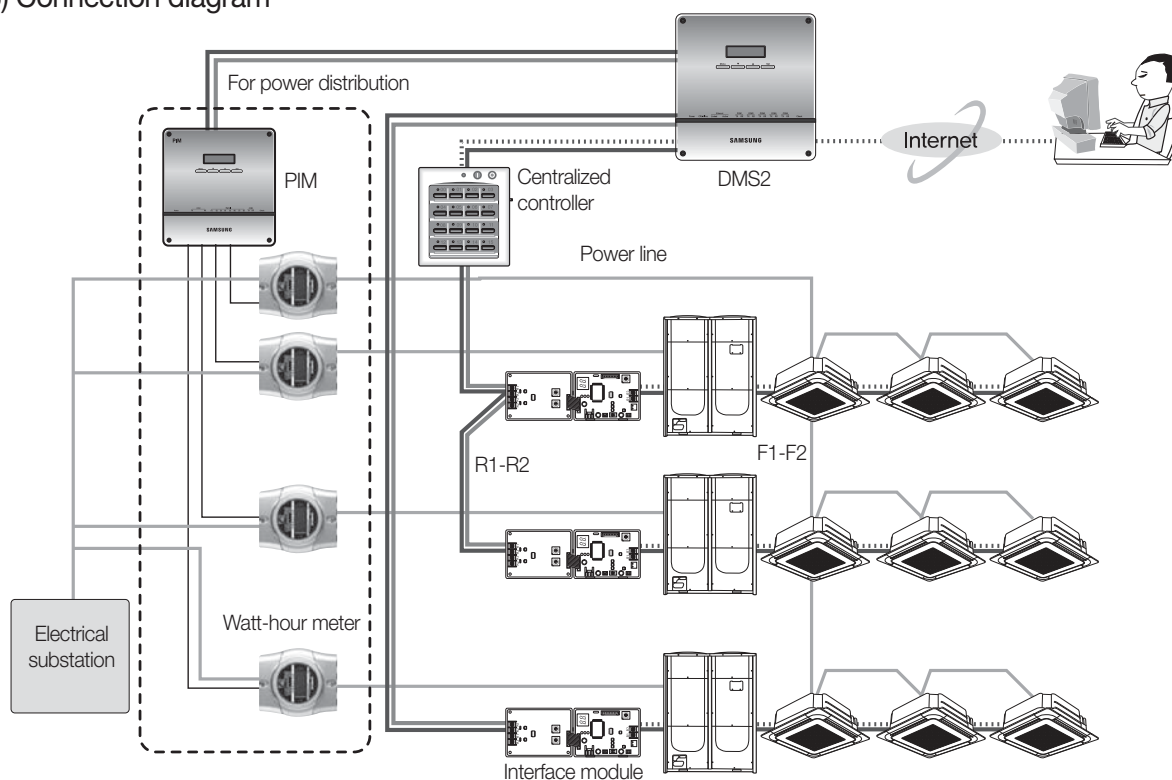 ) Connection diagram
For power distribution
PIM
SAMSUNG
PIM
SAMSUNG
DMS2
Internet
Centralized
controller
Power line
R1-R2
F1-F2
Electrical
substation
Watt-hour meter
Interface module